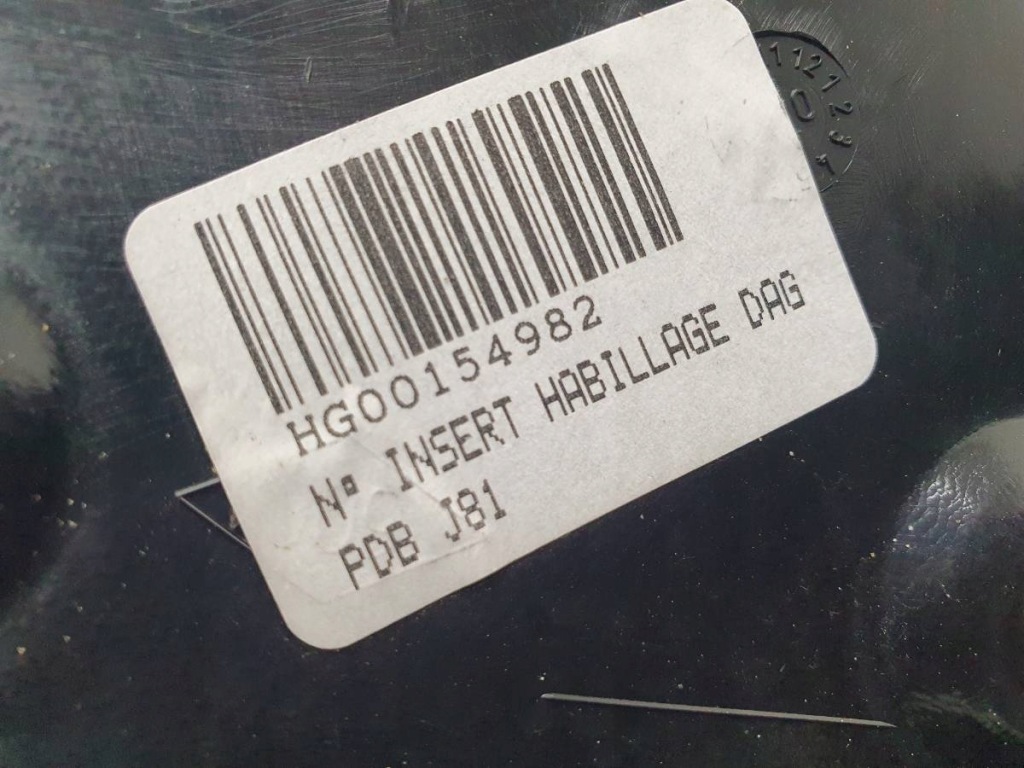 HG00154982
N° INSERT HABILLAGE DAG
PDB J81